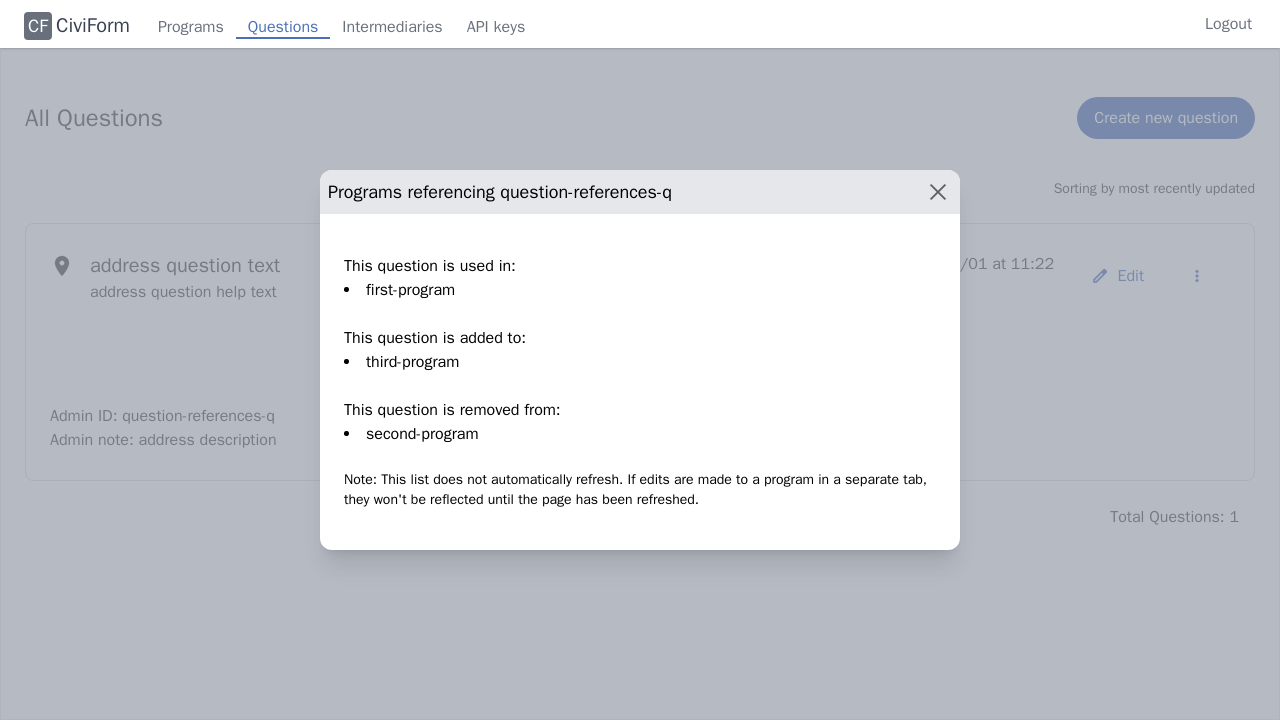 CF CiviForm Programs Questions Intermediaries API keys Logout
All Questions
Create new question
Sorting by most recently updated
address question text
address question help text
/01 at 11:22
Edit
Admin ID: question-references-q
Admin note: address description
Total Questions: 1
Programs referencing question-references-q
This question is used in:
• first-program
This question is added to:
• third-program
This question is removed from:
• second-program
Note: This list does not automatically refresh. If edits are made to a program in a separate tab,
they won't be reflected until the page has been refreshed.